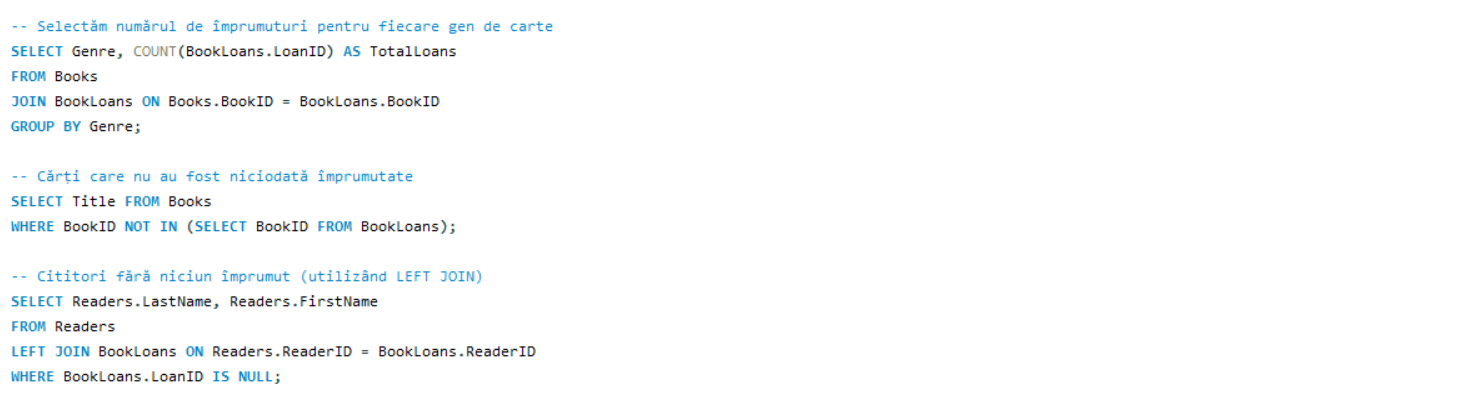 -- Selectăm numărul de împrumuturi pentru fiecare gen de carte
SELECT Genre, COUNT(BookLoans.LoanID) AS TotalLoans
FROM Books
JOIN BookLoans ON Books.BookID = BookLoans.BookID
GROUP BY Genre;
-- Cărți care nu au fost niciodată împrumutate
SELECT Title FROM Books
WHERE BookID NOT IN (SELECT BookID FROM BookLoans);
-- Cititori fără niciun împrumut (utilizând LEFT JOIN)
SELECT Readers.LastName, Readers.FirstName
FROM Readers
LEFT JOIN BookLoans ON Readers.ReaderID = BookLoans.ReaderID
WHERE BookLoans.LoanID IS NULL;